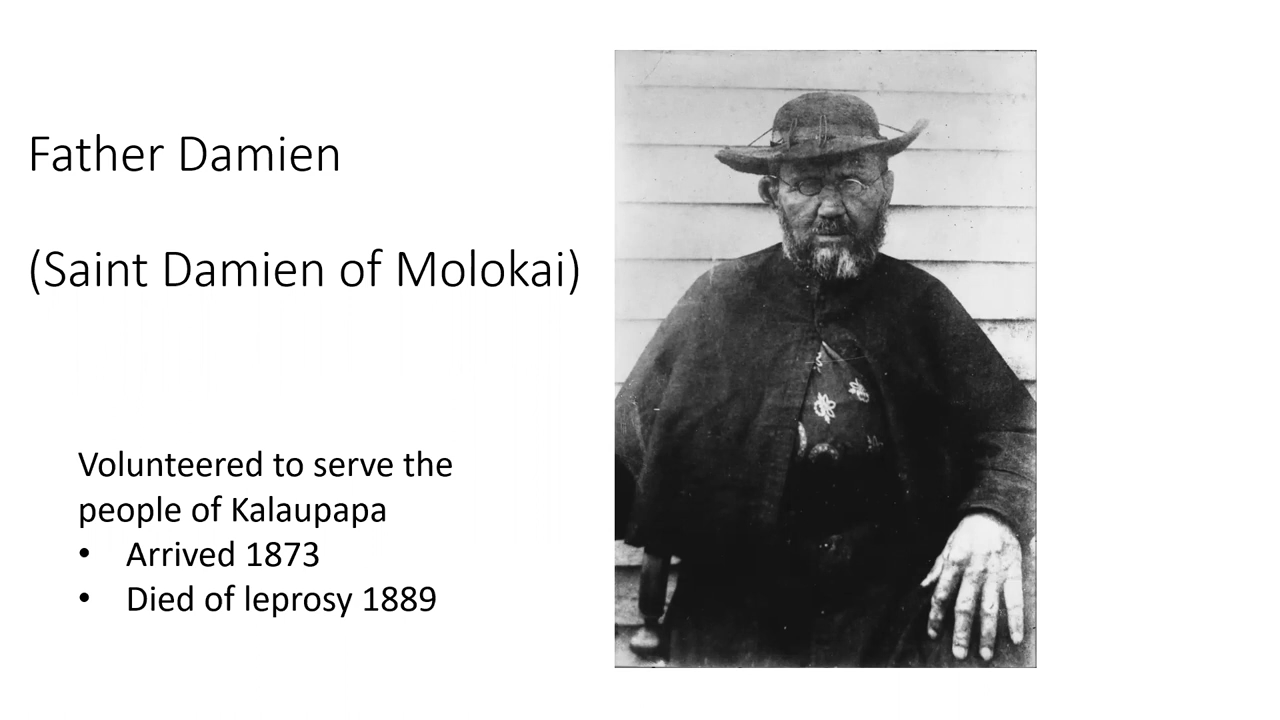 Father Damien
(Saint Damien of Molokai)
Volunteered to serve the
people of Kalaupapa
• Arrived 1873
• Died of leprosy 1889